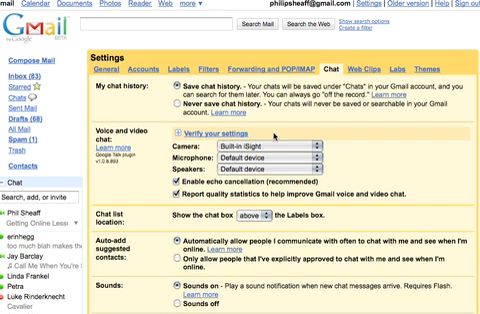 mail Calendar Documents Photos Reader Web more ▼ philipsheaff@gmail.com | Settings | Older version | Help | Sign out
Gmail
by Google BETA
Search Mail Search the Web Show search options
Create a filter
Settings
General Accounts Labels Filters Forwarding and POP/IMAP Chat Web Clips Labs Themes
Compose Mail
Inbox (83)
Starred
Chats
Sent Mail
Drafts (68)
All Mail
Spam (1)
Trash
Contacts
Chat
Search, add, or invite
Phil Sheaff
Getting Online Less
erinhegg
too much blah makes the
Jay Barclay
Call Me When You're
Linda Frankel
Petra
Luke Rinderknecht
Cavalier
My chat history:
Save chat history. - Your chats will be saved under "Chats" in your Gmail account, and
you can search for them later. You can always "go off the record." Learn more
Never save chat history. - Your chats will never be saved or searchable in your Gmail
account. Learn more
Voice and video
chat:
Learn more
Google Talk plugin
v1.0.6.893
Verify your settings
Camera: Built-in iSight
Microphone: Default device
Speakers: Default device
Enable echo cancellation (recommended)
Report quality statistics to help improve Gmail voice and video chat.
Chat list
location:
Show the chat box above the Labels box.
Auto-add
suggested
contacts:
Automatically allow people I communicate with often to chat with me and see when I'm
online. Learn more
Only allow people that I've explicitly approved to chat with me and see when I'm
online.
Sounds:
Sounds on - Play a sound notification when new chat messages arrive. Requires Flash.
Learn more
Sounds off